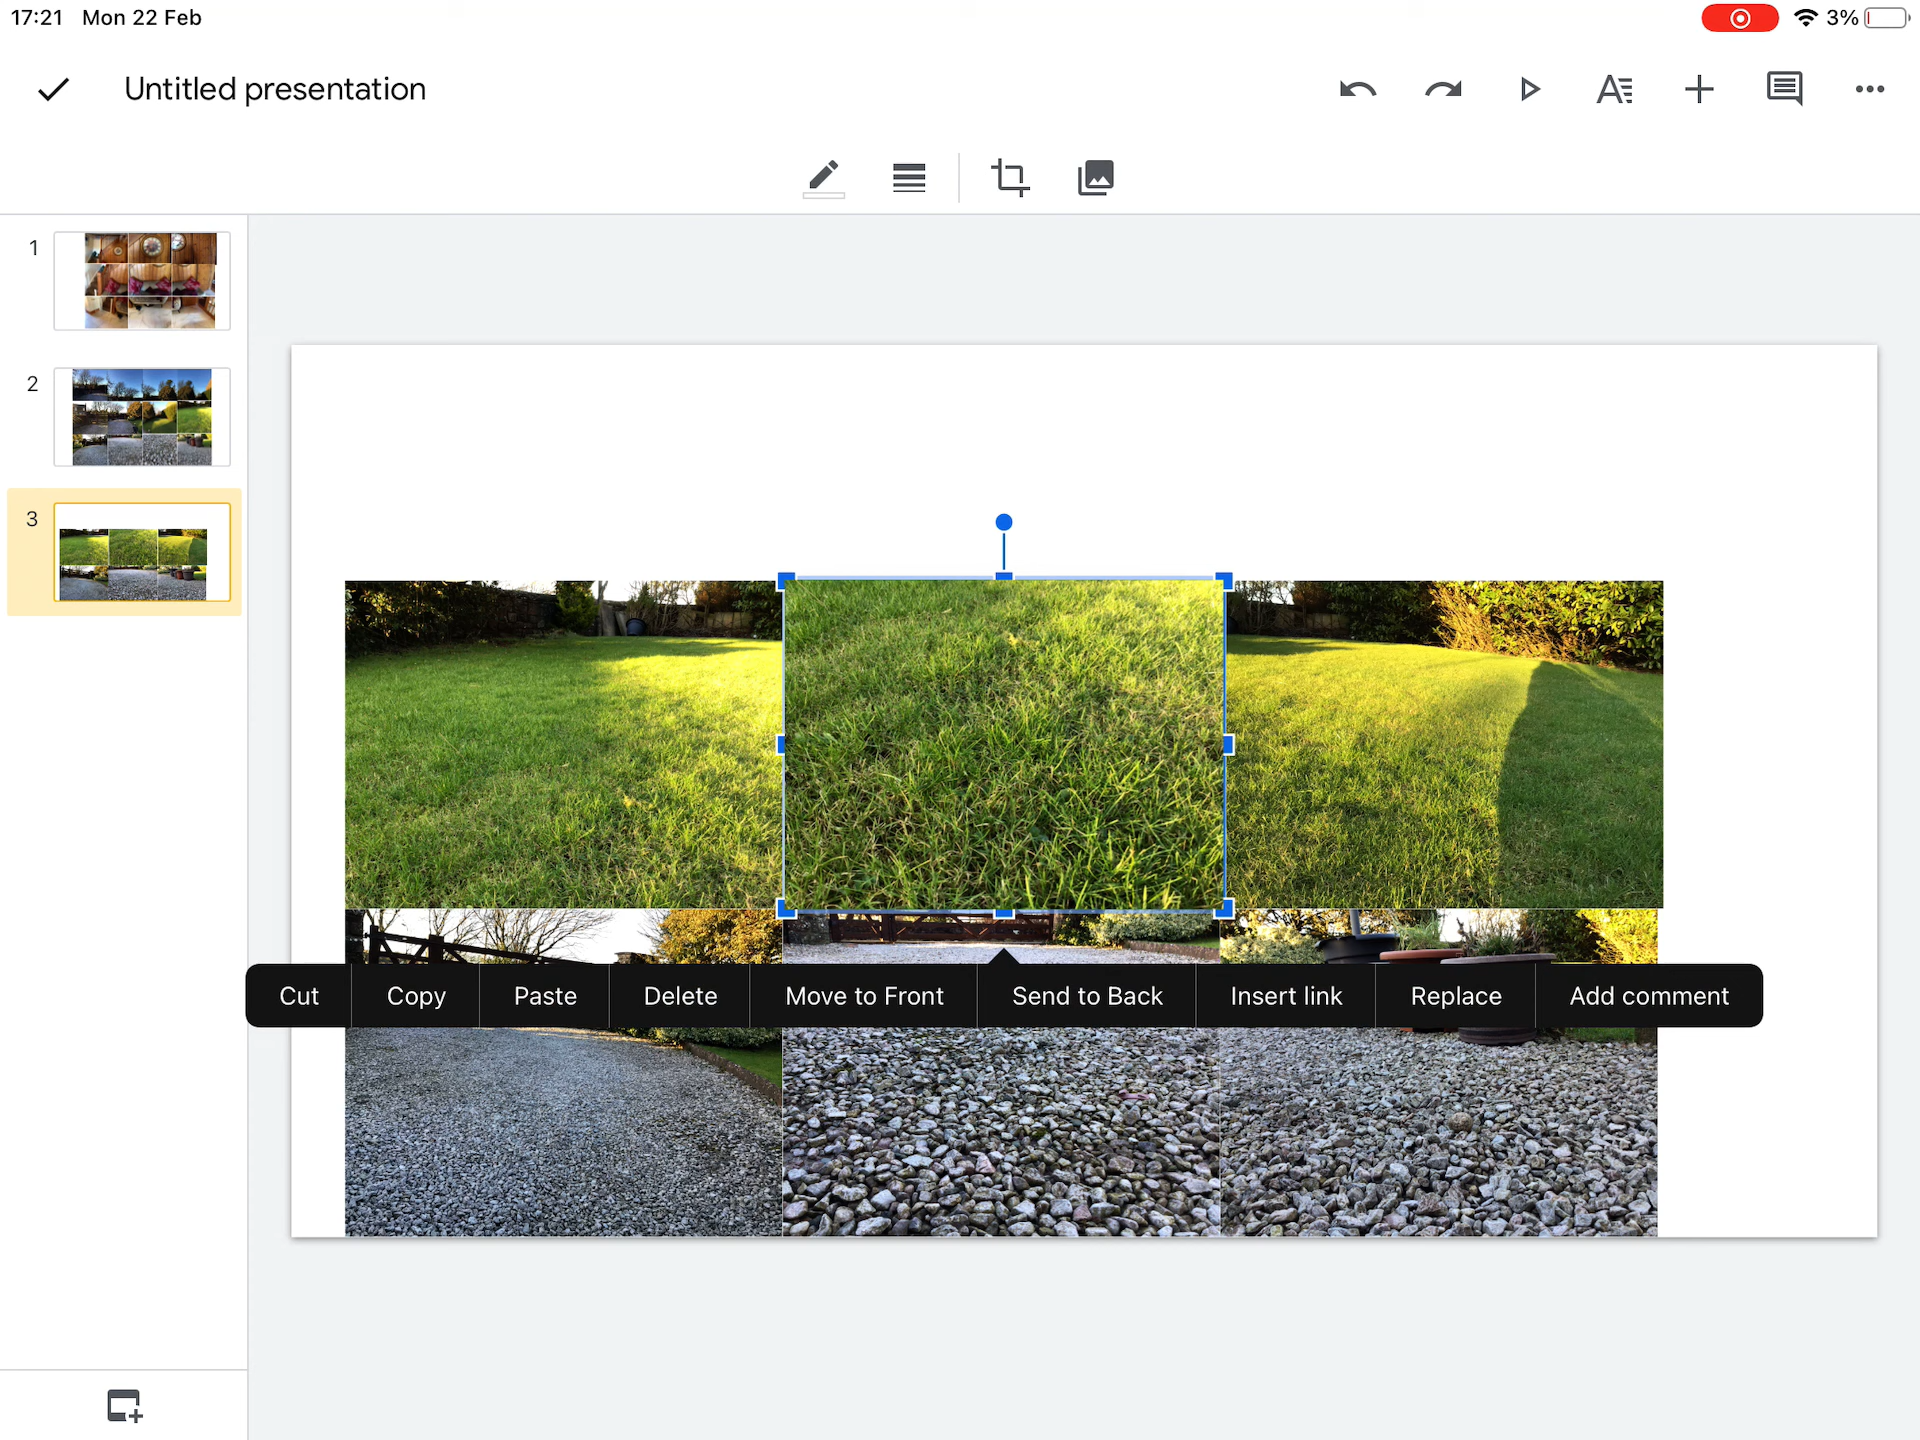 17:21 Mon 22 Feb 3%
Untitled presentation
1
2
3
Cut Copy Paste Delete Move to Front Send to Back Insert link Replace Add comment